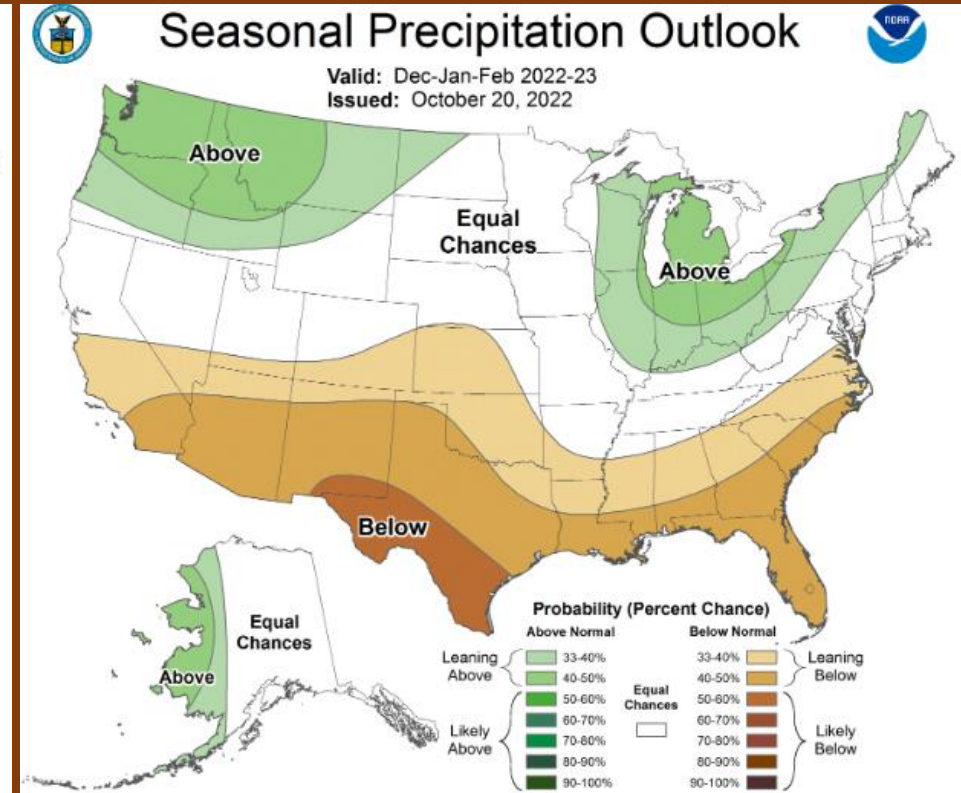 Seasonal Precipitation Outlook
NOAA
Valid: Dec-Jan-Feb 2022-23
Issued: October 20, 2022
Above
Equal
Chances
Above
Below
Equal
Chances
Above
Probability (Percent Chance)
Above Normal
Below Normal
Leaning
Above
33-40%
40-50%
Likely
Above
50-60%
60-70%
70-80%
80-90%
90-100%
Equal
Chances
33-40%
40-50%
Leaning
Below
50-60%
60-70%
70-80%
80-90%
90-100%
Likely
Below